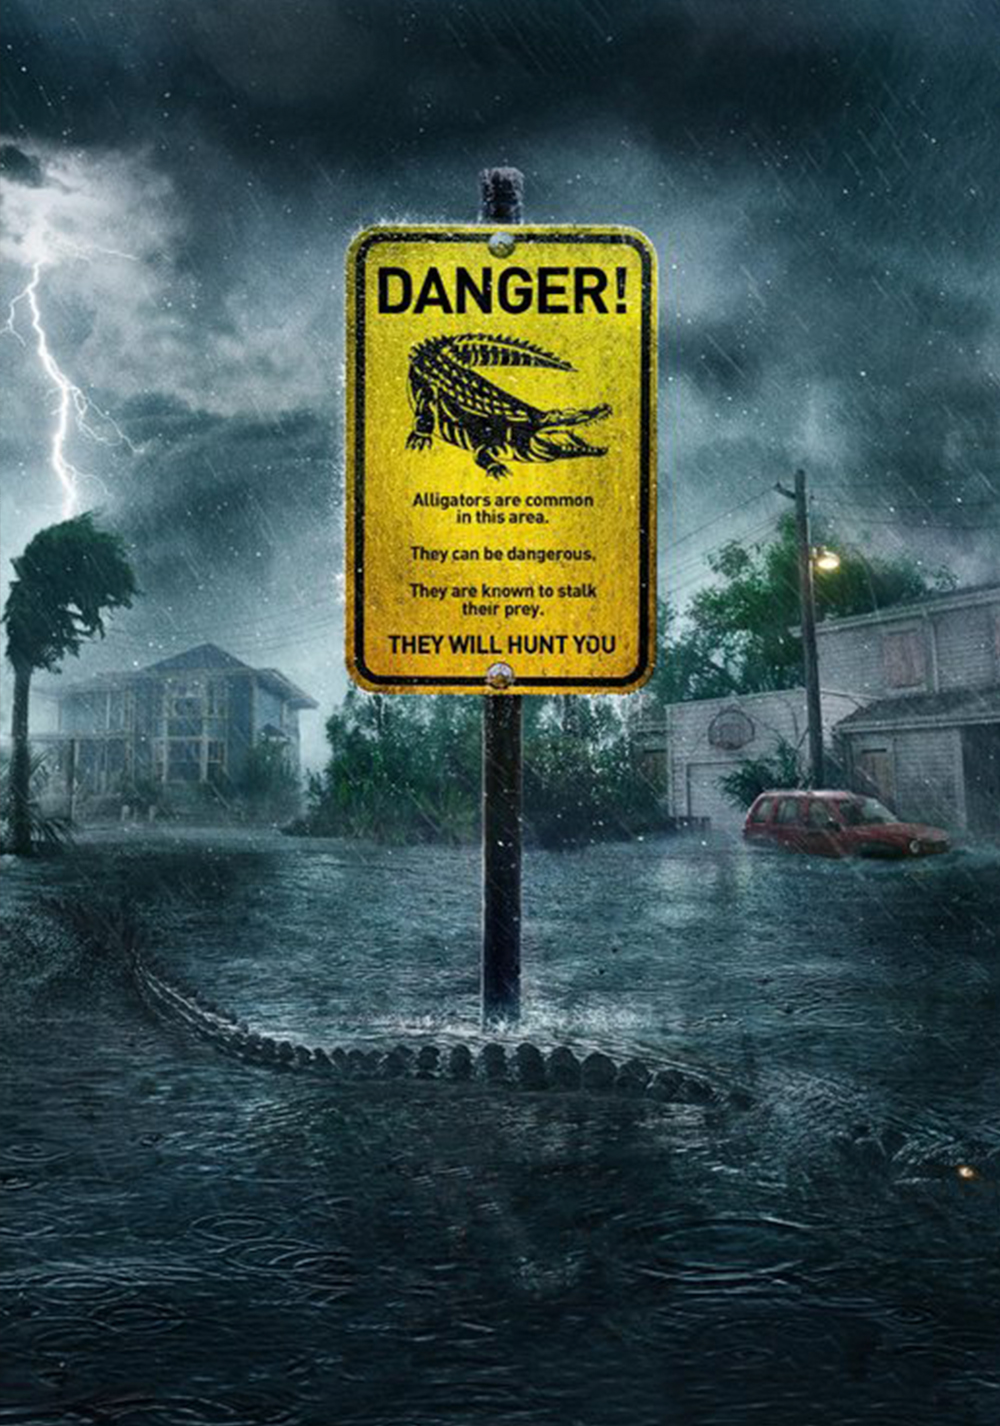 DANGER!
Alligators are common
in this area.
They can be dangerous.
They are known to stalk
their prey.
THEY WILL HUNT YOU